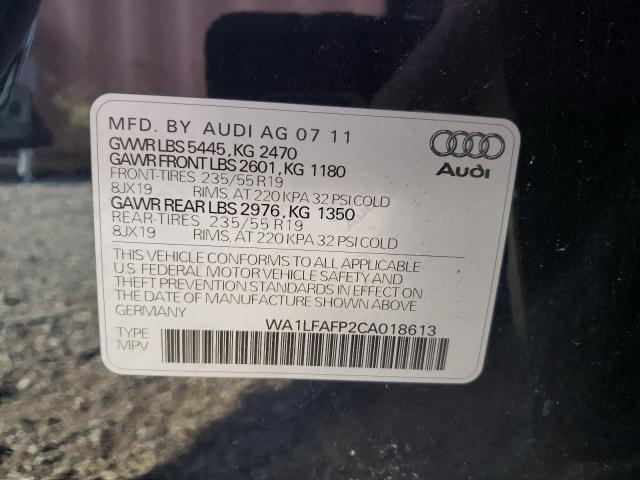 MFD. BY AUDI AG 07 11
GVWR LBS 5445, KG 2470
GAWR FRONT LBS 2601, KG 1180
FRONT-TIRES 235/55 R19
8JX19 RIMS, AT 220 KPA 32 PSI COLD
GAWR REAR LBS 2976, KG 1350
REAR-TIRES 235/55 R19
8JX19 RIMS, AT 220 KPA 32 PSI COLD
Audi
THIS VEHICLE CONFORMS TO ALL APPLICABLE
U.S. FEDERAL MOTOR VEHICLE SAFETY AND
THEFT PREVENTION STANDARDS IN EFFECT ON
THE DATE OF MANUFACTURE SHOWN ABOVE
GERMANY
WA1LFAFP2CA018613
TYPE
MPV